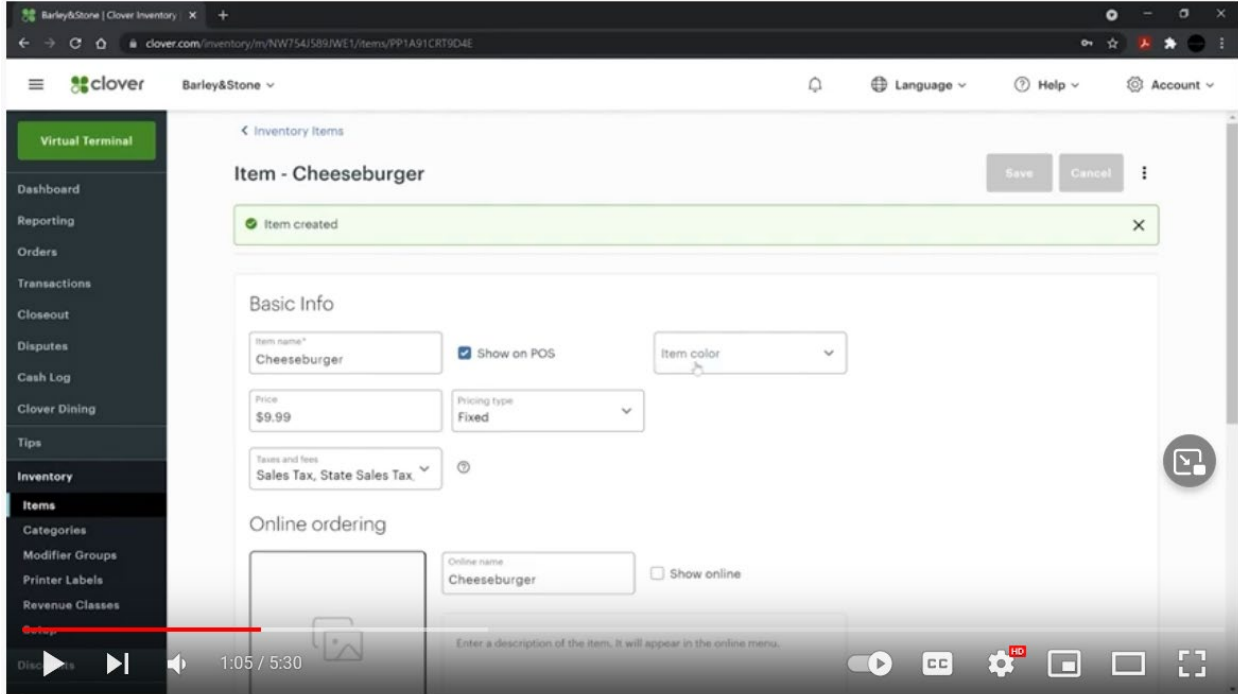 Barley&Stone | Clover Inventory
clover.com/inventory/m/NW754J589JWE1/items/PP1A91CRT9D4E
clover
Barley&Stone
Language
Help
Account
Virtual Terminal
Dashboard
Reporting
Orders
Transactions
Closeout
Disputes
Cash Log
Clover Dining
Tips
Inventory
Items
Categories
Modifier Groups
Printer Labels
Revenue Classes
Setup
Inventory Items
Item - Cheeseburger
Save
Cancel
Item created
Basic Info
Item name*
Cheeseburger
Show on POS
Item color
Price
$9.99
Pricing type
Fixed
Taxes and fees
Sales Tax, State Sales Tax,
Online ordering
Online name
Cheeseburger
Show online
Enter a description of the item. It will appear in the online menu.
1:05 / 5:30
CC
HD